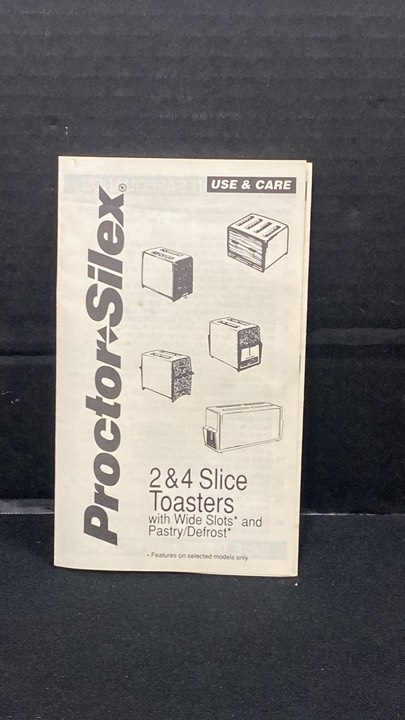 USE & CARE
Proctor-Silex®
2 & 4 Slice
Toasters
with Wide Slots* and
Pastry/Defrost*
* Features on selected models only